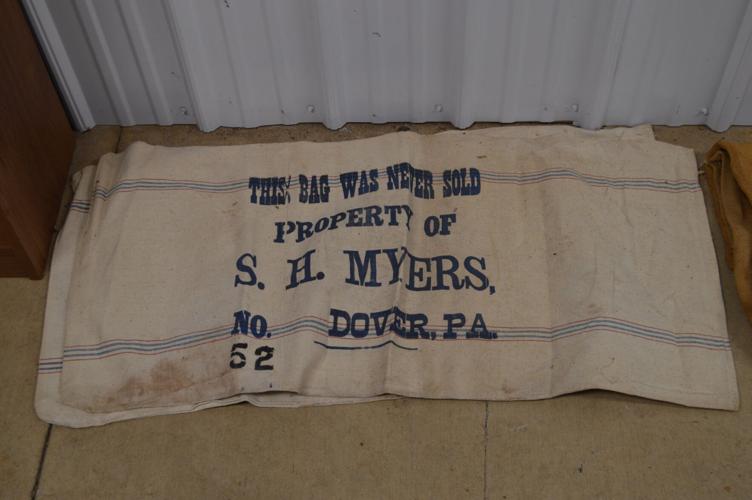 THIS BAG WAS NEVER SOLD
PROPERTY OF
S. H. MYERS,
NO. DOVER, PA.
52